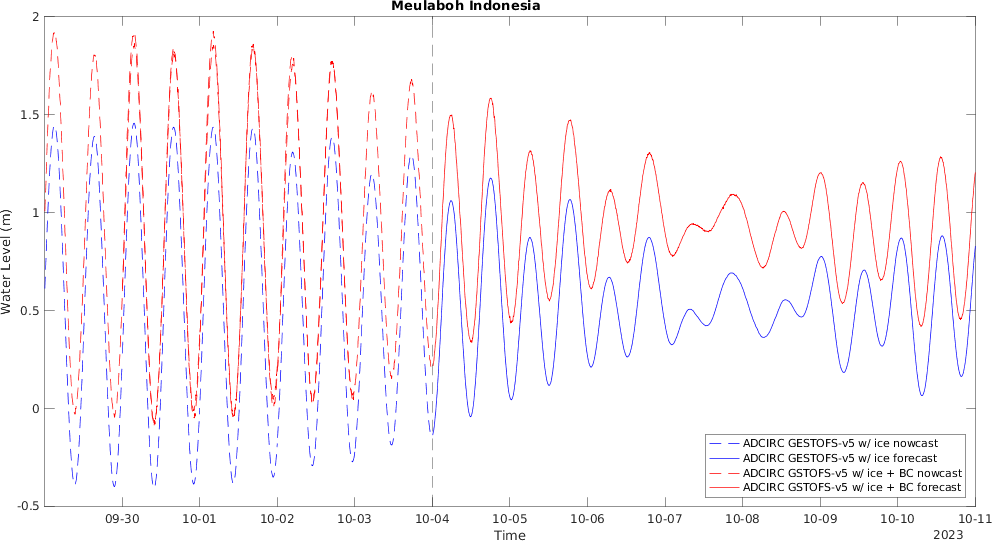 Meulaboh Indonesia
2
1.5
1
0.5
0
-0.5
Water Level (m)
09-30
10-01
10-02
10-03
10-04
10-05
10-06
10-07
10-08
10-09
10-10
10-11
Time
2023
ADCIRC GESTOFS-v5 w/ ice nowcast
ADCIRC GESTOFS-v5 w/ ice forecast
ADCIRC GSTOFS-v5 w/ ice + BC nowcast
ADCIRC GSTOFS-v5 w/ ice + BC forecast